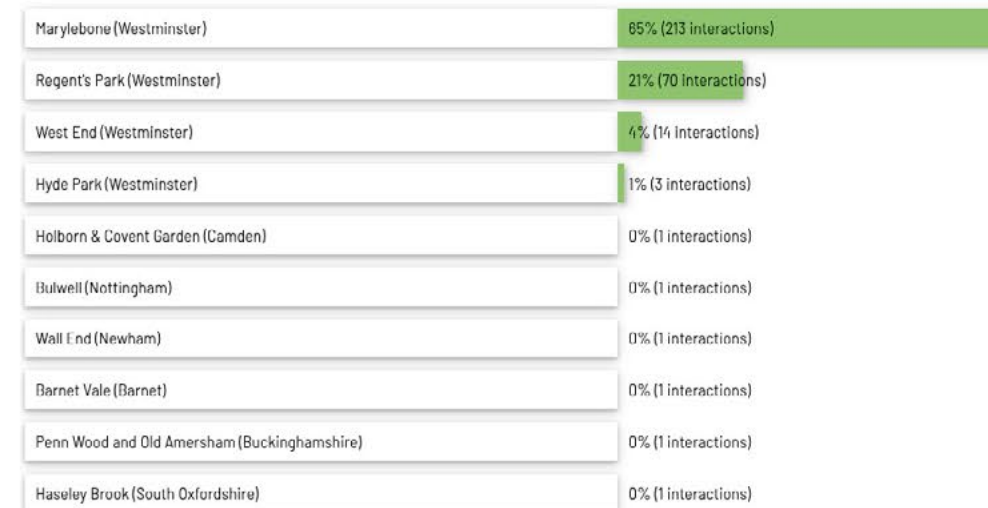 Marylebone (Westminster) 65% (213 interactions)
Regent's Park (Westminster) 21% (70 interactions)
West End (Westminster) 4% (14 interactions)
Hyde Park (Westminster) 1% (3 interactions)
Holborn & Covent Garden (Camden) 0% (1 interactions)
Bulwell (Nottingham) 0% (1 interactions)
Wall End (Newham) 0% (1 interactions)
Barnet Vale (Barnet) 0% (1 interactions)
Penn Wood and Old Amersham (Buckinghamshire) 0% (1 interactions)
Haseley Brook (South Oxfordshire) 0% (1 interactions)